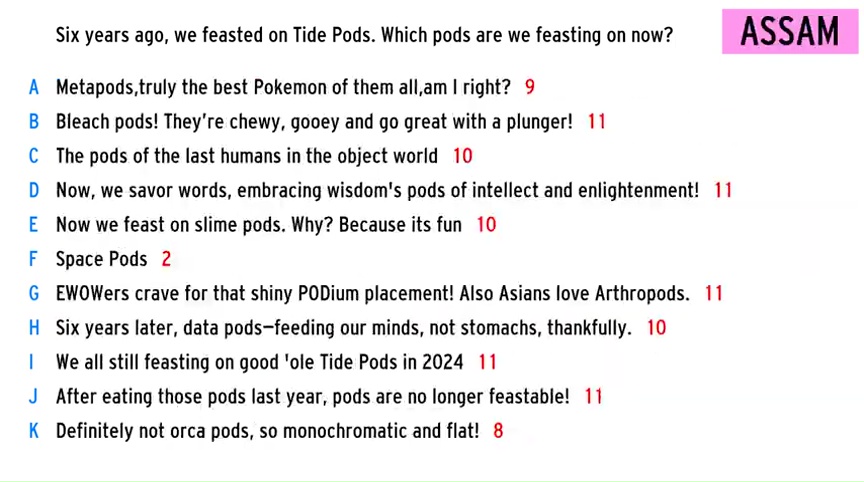 Six years ago, we feasted on Tide Pods. Which pods are we feasting on now?
ASSAM
A Metapods,truly the best Pokemon of them all,am I right? 9
B Bleach pods! They're chewy, gooey and go great with a plunger! 11
C The pods of the last humans in the object world 10
D Now, we savor words, embracing wisdom's pods of intellect and enlightenment! 11
E Now we feast on slime pods. Why? Because its fun 10
F Space Pods 2
G EWOWers crave for that shiny PODium placement! Also Asians love Arthropods. 11
H Six years later, data pods—feeding our minds, not stomachs, thankfully. 10
I We all still feasting on good 'ole Tide Pods in 2024 11
J After eating those pods last year, pods are no longer feastable! 11
K Definitely not orca pods, so monochromatic and flat! 8